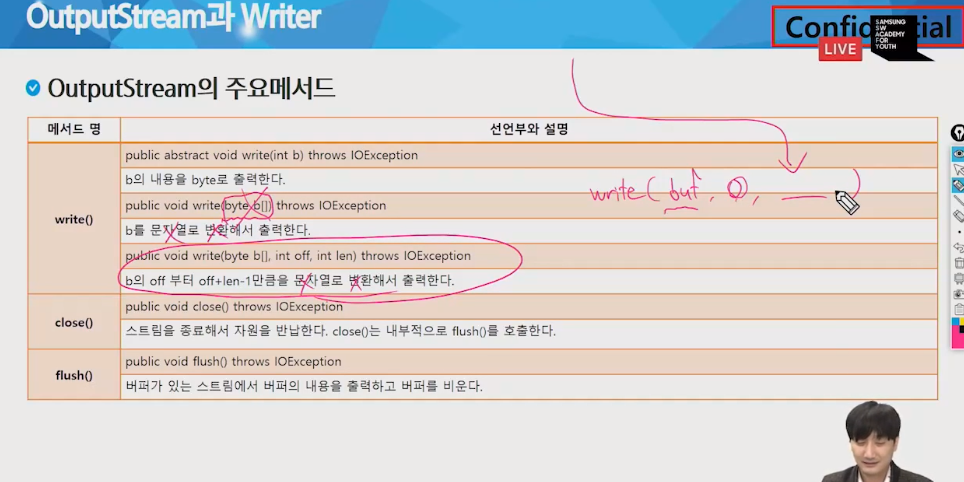 OutputStream과 Writer
Confidential
LIVE
SAMSUNG
SW
ACADEMY
FOR
YOUTH
OutputStream의 주요메서드
메서드 명 선언부와 설명
write()
public abstract void write(int b) throws IOException
b의 내용을 byte로 출력한다.
public void write(byte b[]) throws IOException
b를 문자열로 변환해서 출력한다.
public void write(byte b[], int off, int len) throws IOException
b의 off 부터 off+len-1만큼을 문자열로 변환해서 출력한다.
write( buf, 0, )
close()
public void close() throws IOException
스트림을 종료해서 자원을 반납한다. close()는 내부적으로 flush()를 호출한다.
flush()
public void flush() throws IOException
버퍼가 있는 스트림에서 버퍼의 내용을 출력하고 버퍼를 비운다.